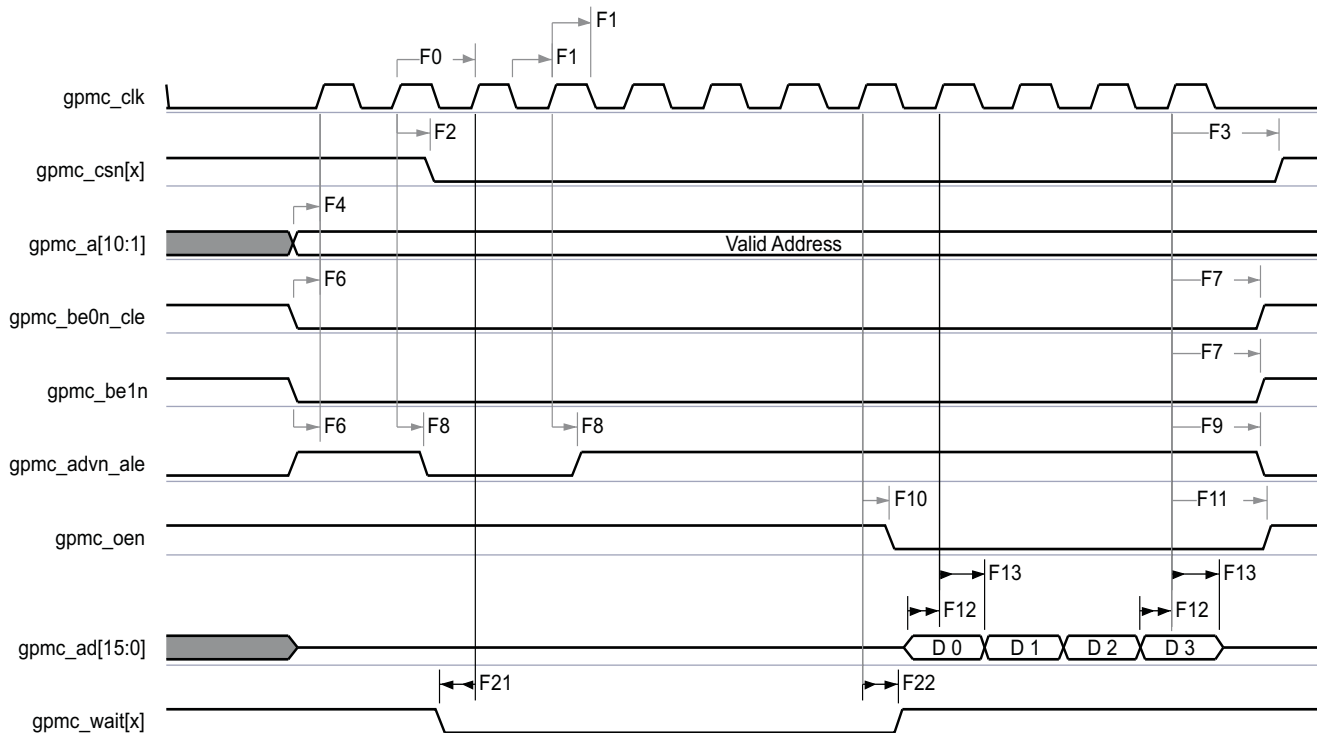 F1
F0
F1
gpmc_clk
F2
F3
gpmc_csn[x]
F4
gpmc_a[10:1]
Valid Address
F6
F7
gpmc_be0n_cle
F7
gpmc_be1n
F6
F8
F8
F9
gpmc_advn_ale
F10
F11
gpmc_oen
F13
F13
F12
F12
gpmc_ad[15:0]
D 0
D 1
D 2
D 3
F21
F22
gpmc_wait[x]